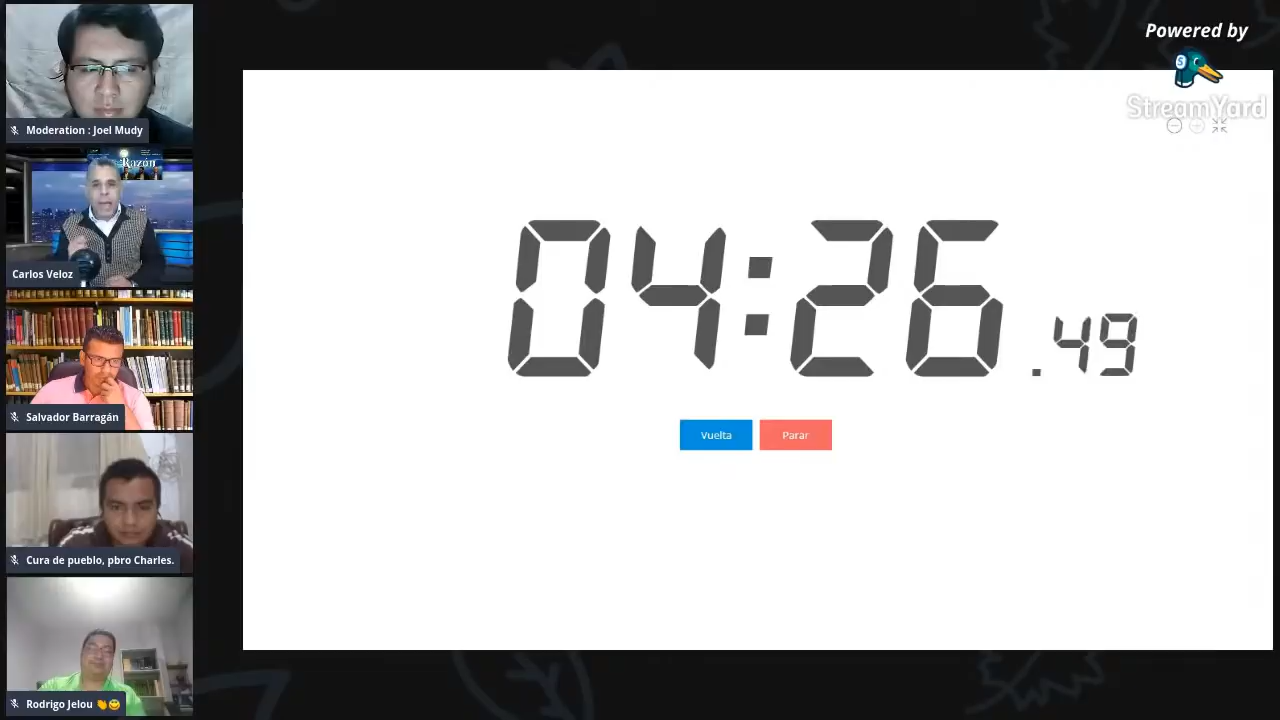 Powered by
StreamYard
Moderation : Joel Mudy
Razón
Carlos Veloz
Salvador Barragán
Cura de pueblo, pbro Charles.
Rodrigo Jelou 👏😊
04:26.49
Vuelta
Parar